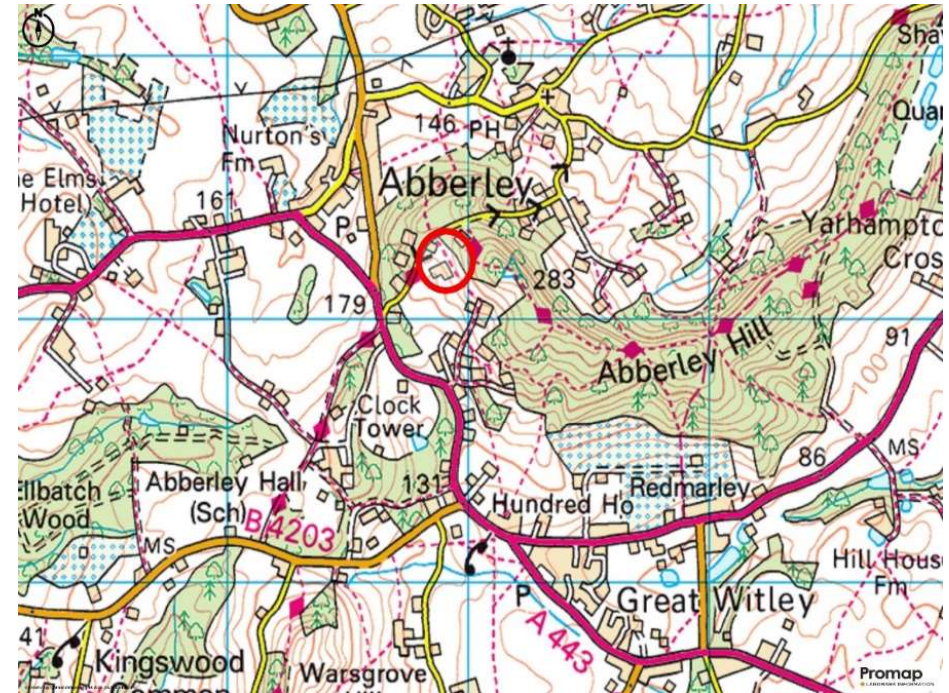 N
Shav
Quar
146 PH
Nurton's
Fm
Abberley
e Elms
Hotel)
161
P
Yarhampto
Cros
283
179
91
Abberley Hill
100
Clock
Tower
MS
86
llbatch
Wood
Abberley Hall
(Sch)
131
Hundred Ho
Redmarley
B 4203
MS
Hill House
Fm
P
Great Witley
A 443
41
Kingswood
Common
Warsgrove
Promap